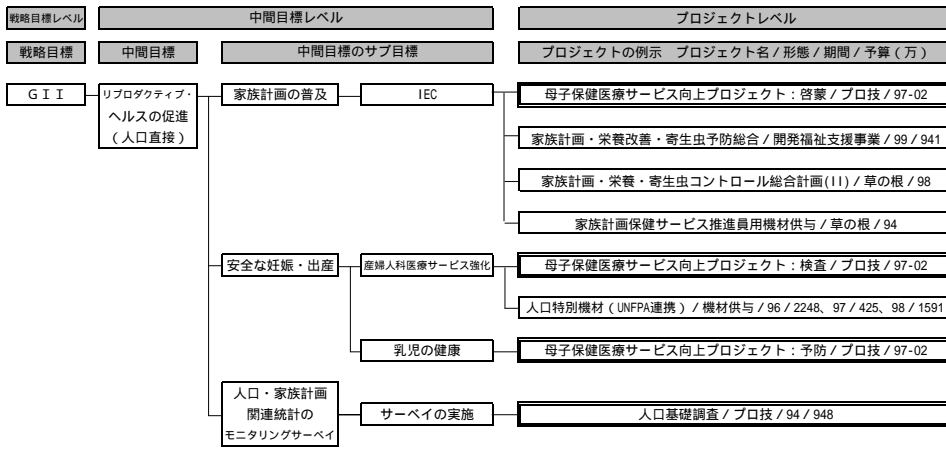 戦略目標レベル
中間目標レベル
プロジェクトレベル
戦略目標
中間目標
中間目標のサブ目標
プロジェクトの例示　プロジェクト名 / 形態 / 期間 / 予算 ( 万 )
ＧＩＩ
リプロダクティブ・
ヘルスの促進
( 人口直接 )
家族計画の普及
IEC
母子保健医療サービス向上プロジェクト：啓蒙 / プロ技 / 97-02
家族計画・栄養改善・寄生虫予防総合 / 開発福祉支援事業 / 99 / 941
家族計画・栄養・寄生虫コントロール総合計画(II) / 草の根 / 98
家族計画保健サービス推進員用機材供与 / 草の根 / 94
安全な妊娠・出産
産婦人科医療サービス強化
母子保健医療サービス向上プロジェクト：検査 / プロ技 / 97-02
人口特別機材 ( UNFPA連携 ) / 機材供与 / 96 / 2248、97 / 425、98 / 1591
乳児の健康
母子保健医療サービス向上プロジェクト：予防 / プロ技 / 97-02
人口・家族計画
関連統計の
モニタリングサーベイ
サーベイの実施
人口基礎調査 / プロ技 / 94 / 948